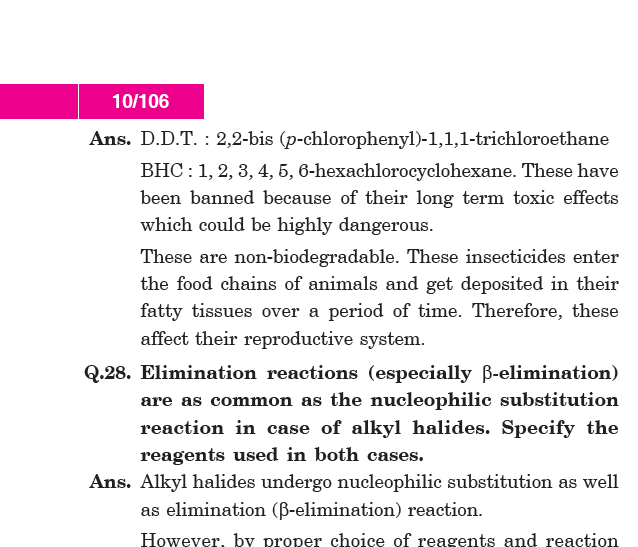 10/106
Ans. D.D.T. : 2,2-bis (p-chlorophenyl)-1,1,1-trichloroethane
BHC : 1, 2, 3, 4, 5, 6-hexachlorocyclohexane. These have
been banned because of their long term toxic effects
which could be highly dangerous.
These are non-biodegradable. These insecticides enter
the food chains of animals and get deposited in their
fatty tissues over a period of time. Therefore, these
affect their reproductive system.
Q.28. Elimination reactions (especially β-elimination)
are as common as the nucleophilic substitution
reaction in case of alkyl halides. Specify the
reagents used in both cases.
Ans. Alkyl halides undergo nucleophilic substitution as well
as elimination (β-elimination) reaction.
However, by proper choice of reagents and reaction